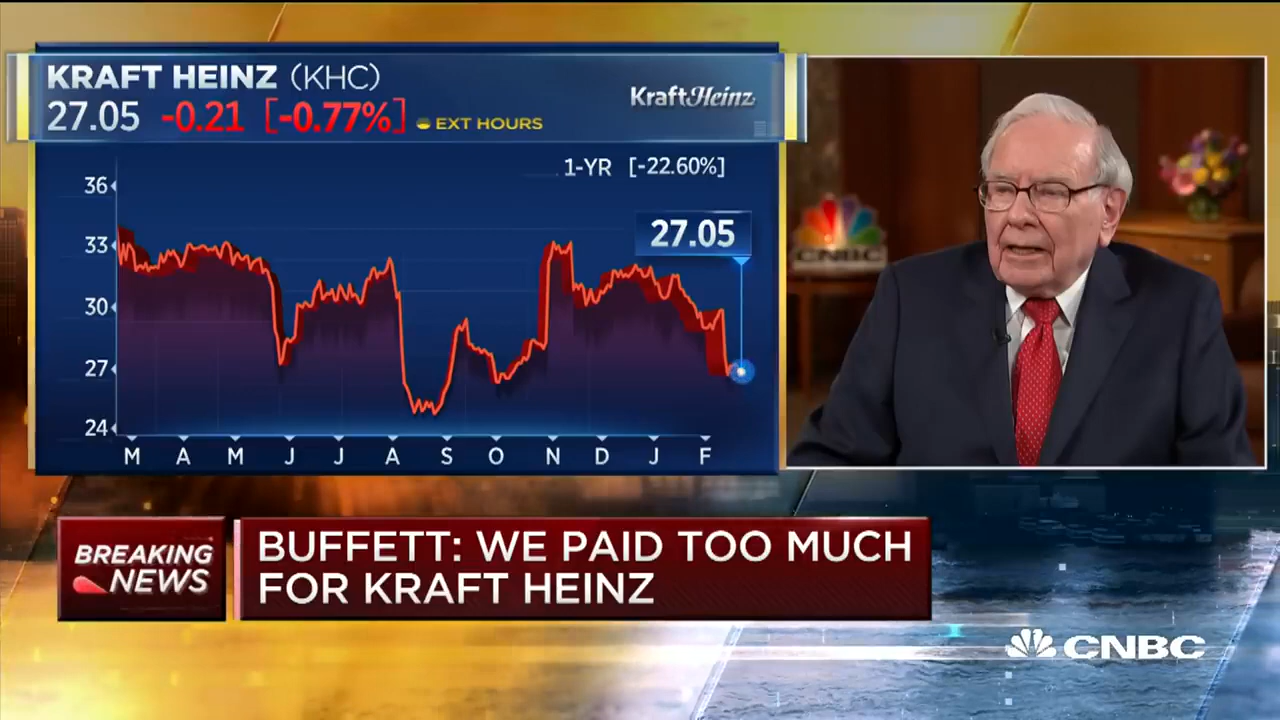 KRAFT HEINZ (KHC)
27.05 -0.21 [-0.77%] EXT HOURS
KraftHeinz
1-YR [-22.60%]
27.05
36
33
30
27
24
M A M J J A S O N D J F
CNBC
BREAKING
NEWS
BUFFETT: WE PAID TOO MUCH
FOR KRAFT HEINZ
CNBC